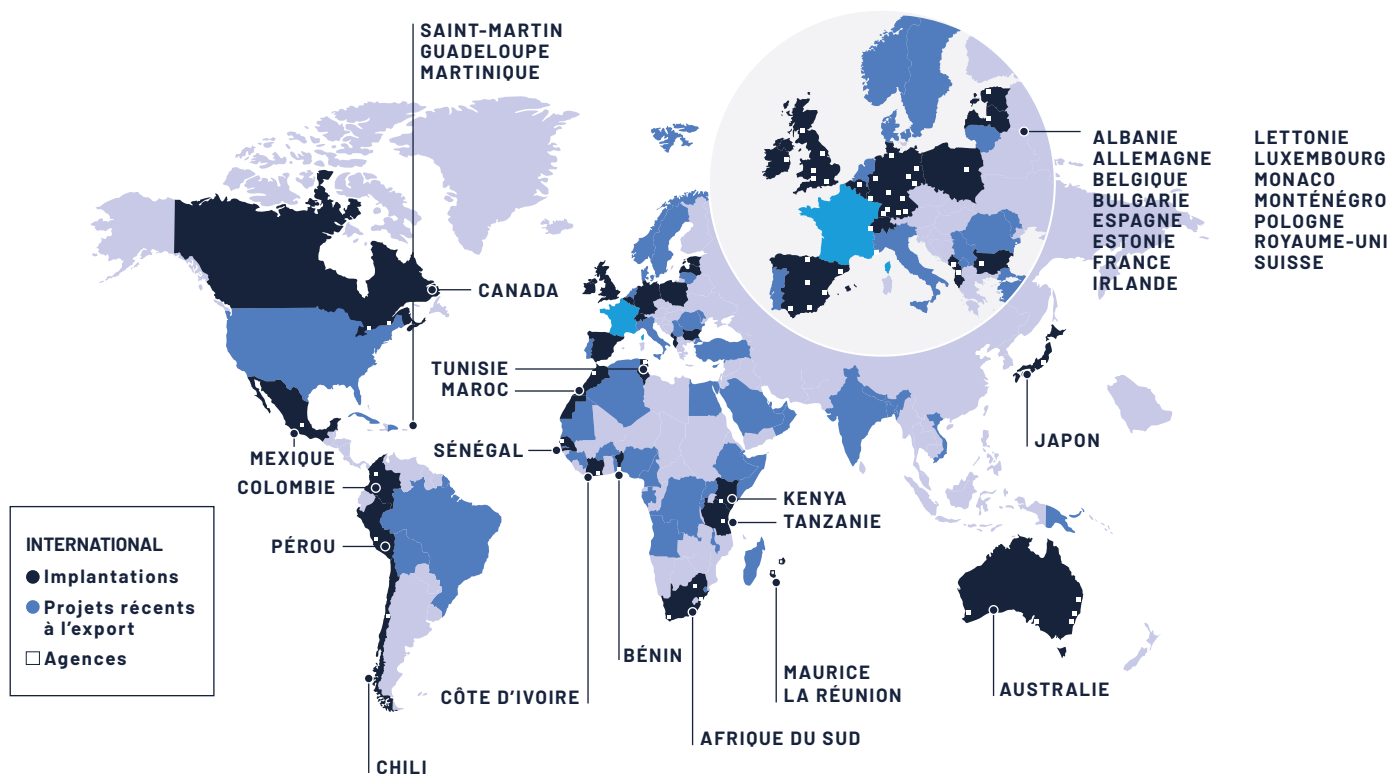 SAINT-MARTIN
GUADELOUPE
MARTINIQUE
ALBANIE
ALLEMAGNE
BELGIQUE
BULGARIE
ESPAGNE
ESTONIE
FRANCE
IRLANDE
LETTONIE
LUXEMBOURG
MONACO
MONTÉNÉGRO
POLOGNE
ROYAUME-UNI
SUISSE
CANADA
TUNISIE
MAROC
SÉNÉGAL
JAPON
MEXIQUE
COLOMBIE
PÉROU
KENYA
TANZANIE
INTERNATIONAL
Implantations
Projets récents
à l'export
Agences
BÉNIN
CÔTE D'IVOIRE
MAURICE
LA RÉUNION
AUSTRALIE
AFRIQUE DU SUD
CHILI